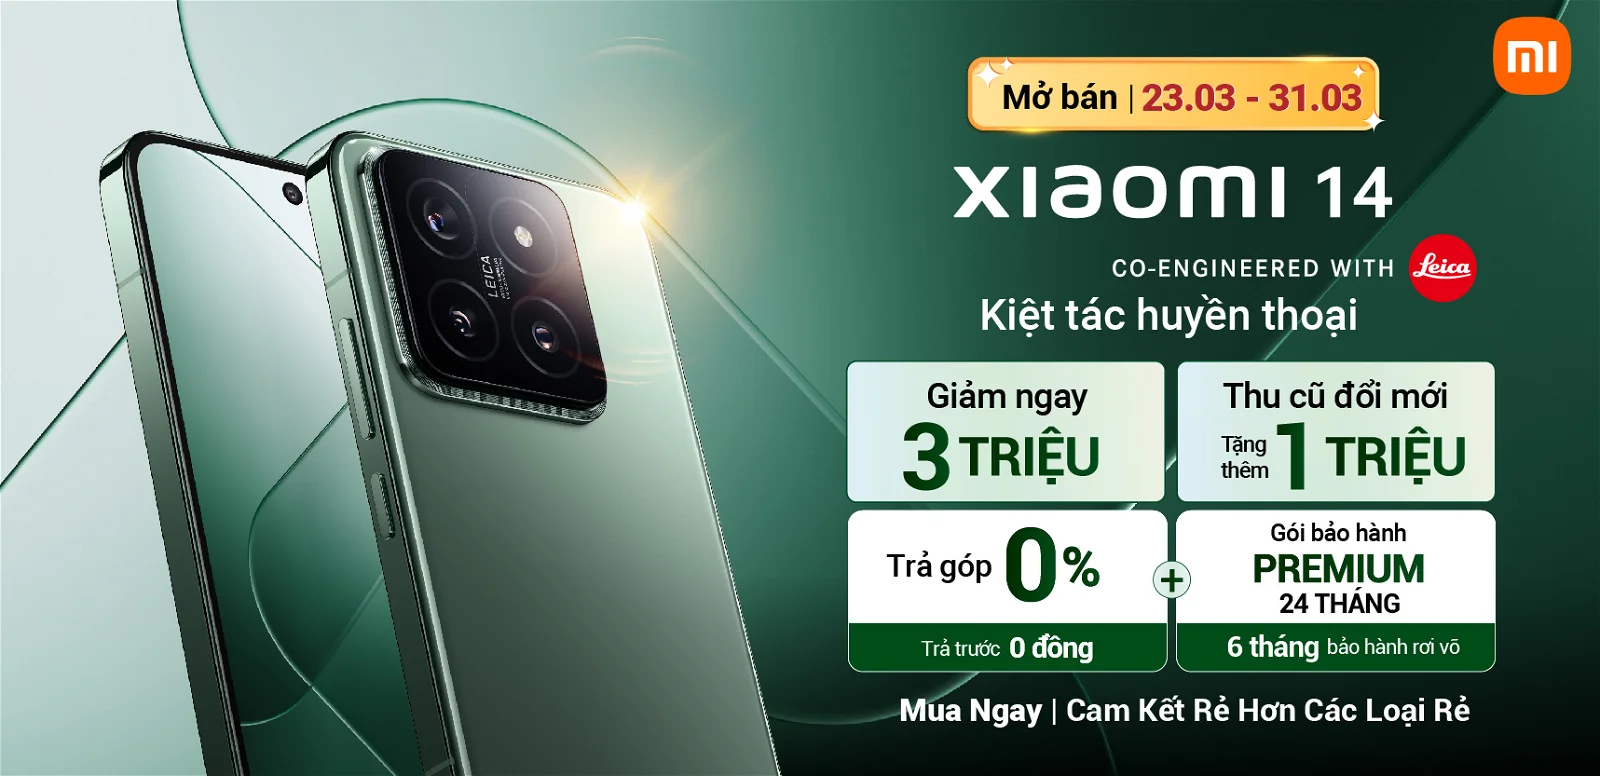 mi
Mở bán | 23.03 - 31.03
xiaomi 14
CO-ENGINEERED WITH Leica
Kiệt tác huyền thoại
Giảm ngay
3 TRIỆU
Thu cũ đổi mới
Tặng thêm 1 TRIỆU
Trả góp 0%
Trả trước 0 đồng
+
Gói bảo hành
PREMIUM
24 THÁNG
6 tháng bảo hành rơi vỡ
Mua Ngay | Cam Kết Rẻ Hơn Các Loại Rẻ
LEICA